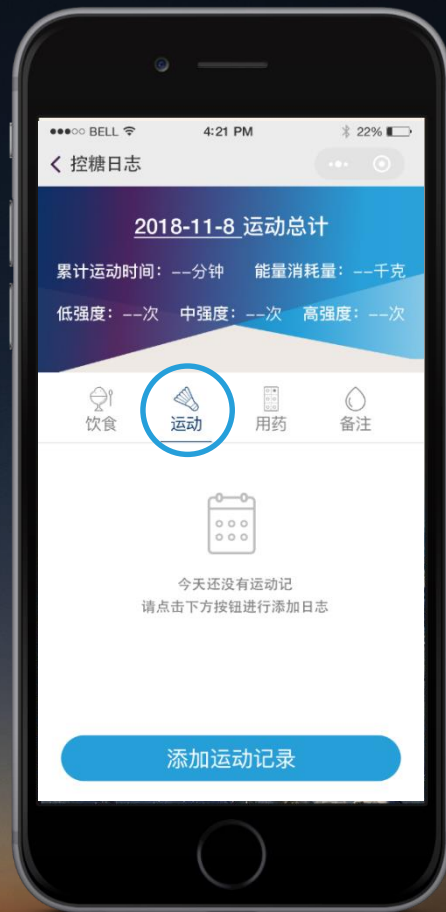 BELL 4:21 PM 22%
控糖日志
2018-11-8 运动总计
累计运动时间：--分钟 能量消耗量：--千克
低强度：--次 中强度：--次 高强度：--次
饮食 运动 用药 备注
今天还没有运动记
请点击下方按钮进行添加日志
添加运动记录